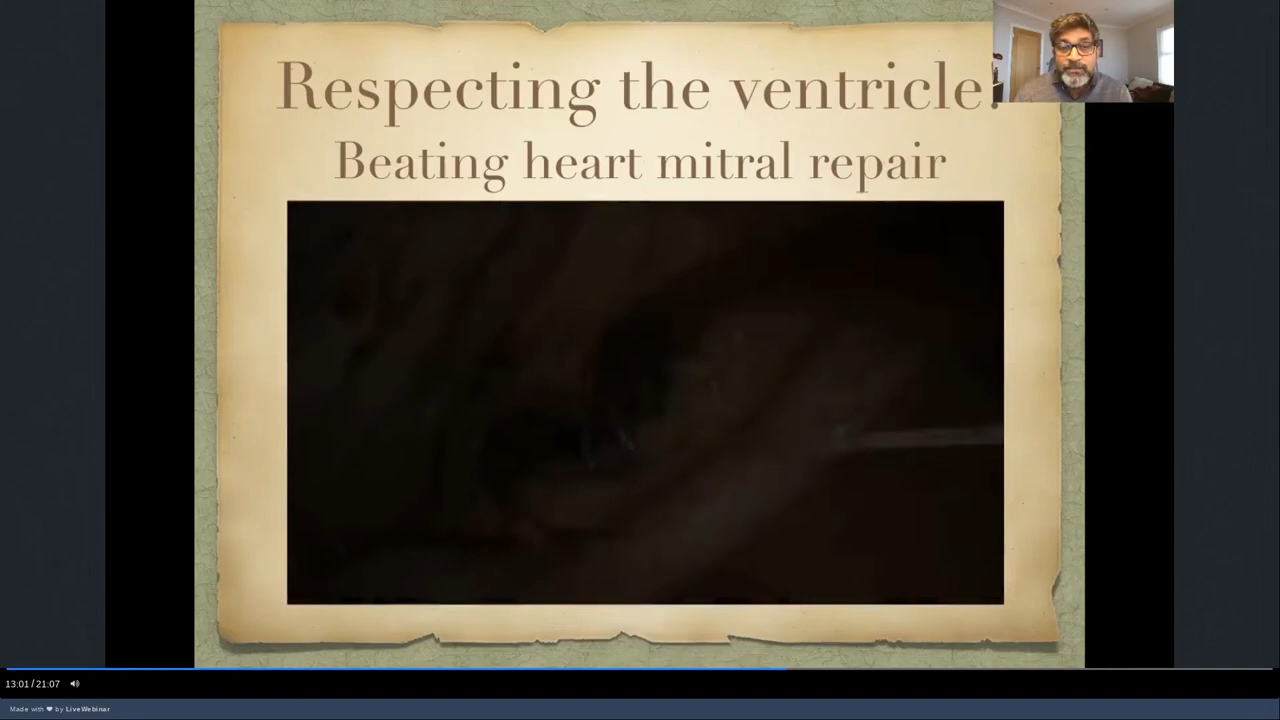 Respecting the ventricle.
Beating heart mitral repair
13:01 / 21:07
Made with ❤ by LiveWebinar